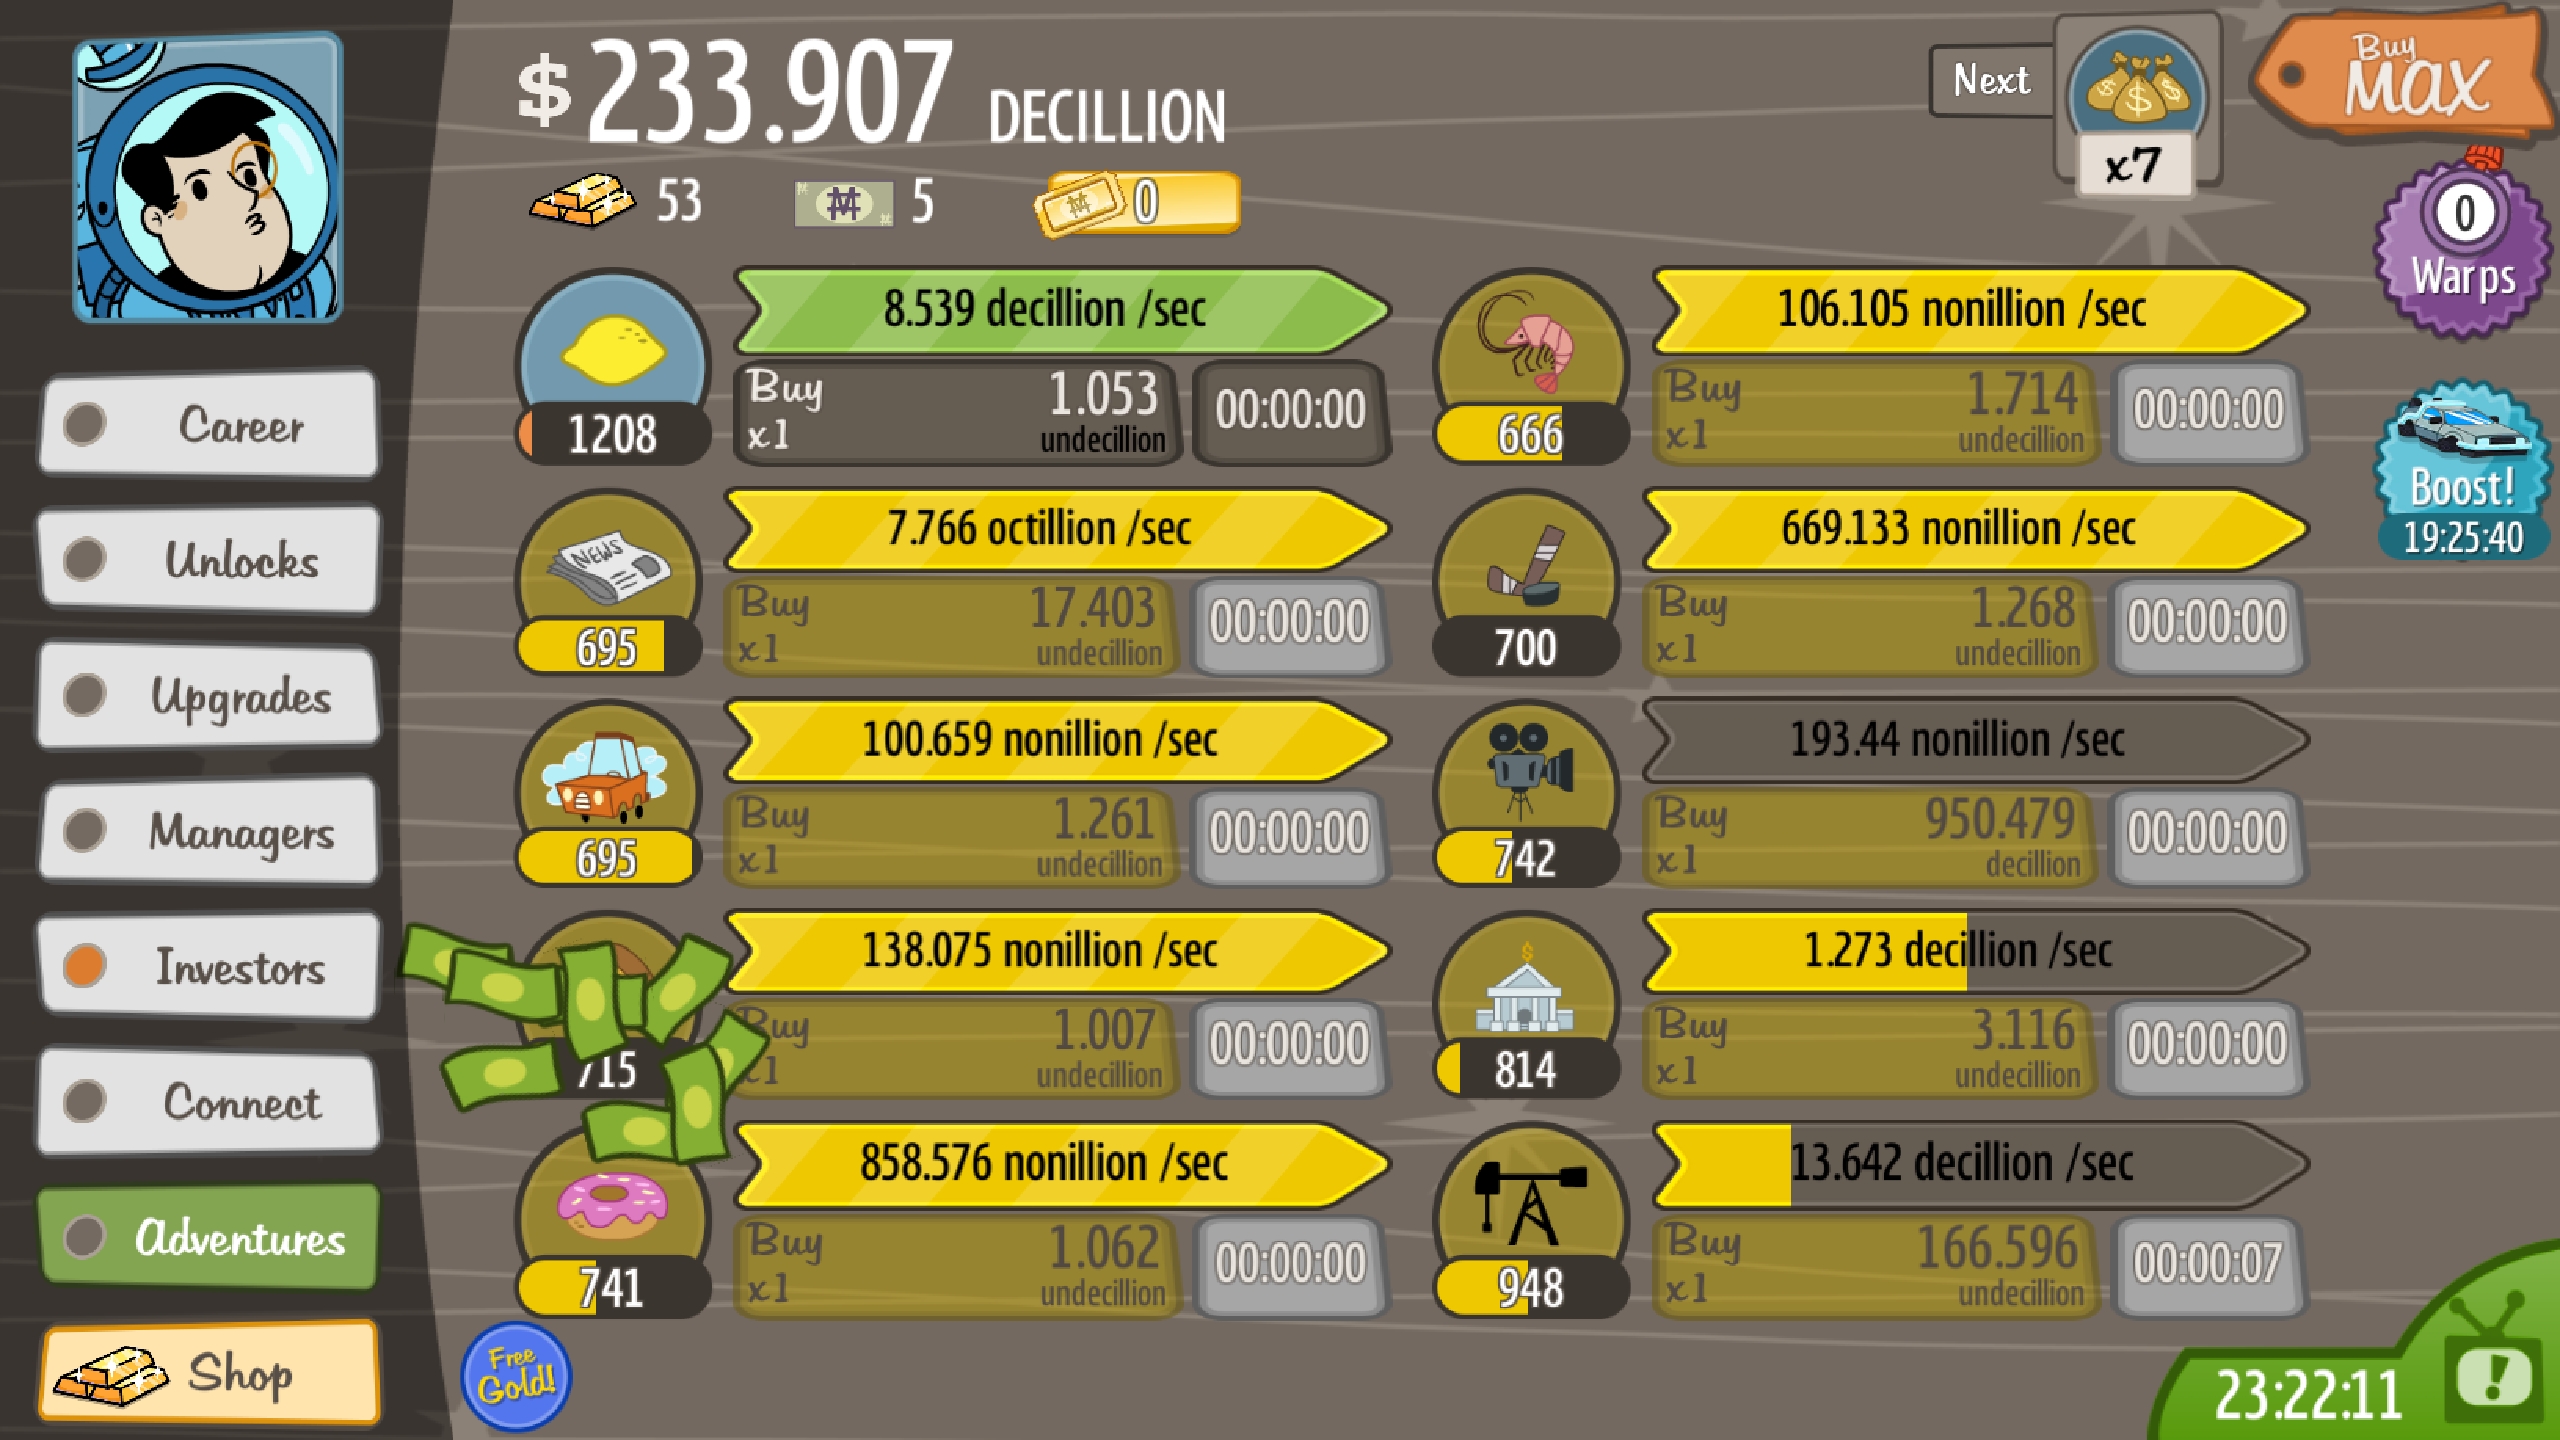 $233.907 DECILLION
Next
x7
Buy
MAX
53
5
0
0
Warps
Boost!
19:25:40
Career
Unlocks
Upgrades
Managers
Investors
Connect
Adventures
Shop
8.539 decillion /sec
1208
Buy
x1
1.053
undecillion
00:00:00
NEWS
7.766 octillion /sec
695
Buy
x1
17.403
undecillion
00:00:00
100.659 nonillion /sec
695
Buy
x1
1.261
undecillion
00:00:00
138.075 nonillion /sec
715
Buy
x1
1.007
undecillion
00:00:00
858.576 nonillion /sec
741
Buy
x1
1.062
undecillion
00:00:00
106.105 nonillion /sec
666
Buy
x1
1.714
undecillion
00:00:00
669.133 nonillion /sec
700
Buy
x1
1.268
undecillion
00:00:00
193.44 nonillion /sec
742
Buy
x1
950.479
decillion
00:00:00
1.273 decillion /sec
814
Buy
x1
3.116
undecillion
00:00:00
13.642 decillion /sec
948
Buy
x1
166.596
undecillion
00:00:07
Free
Gold!
23:22:11